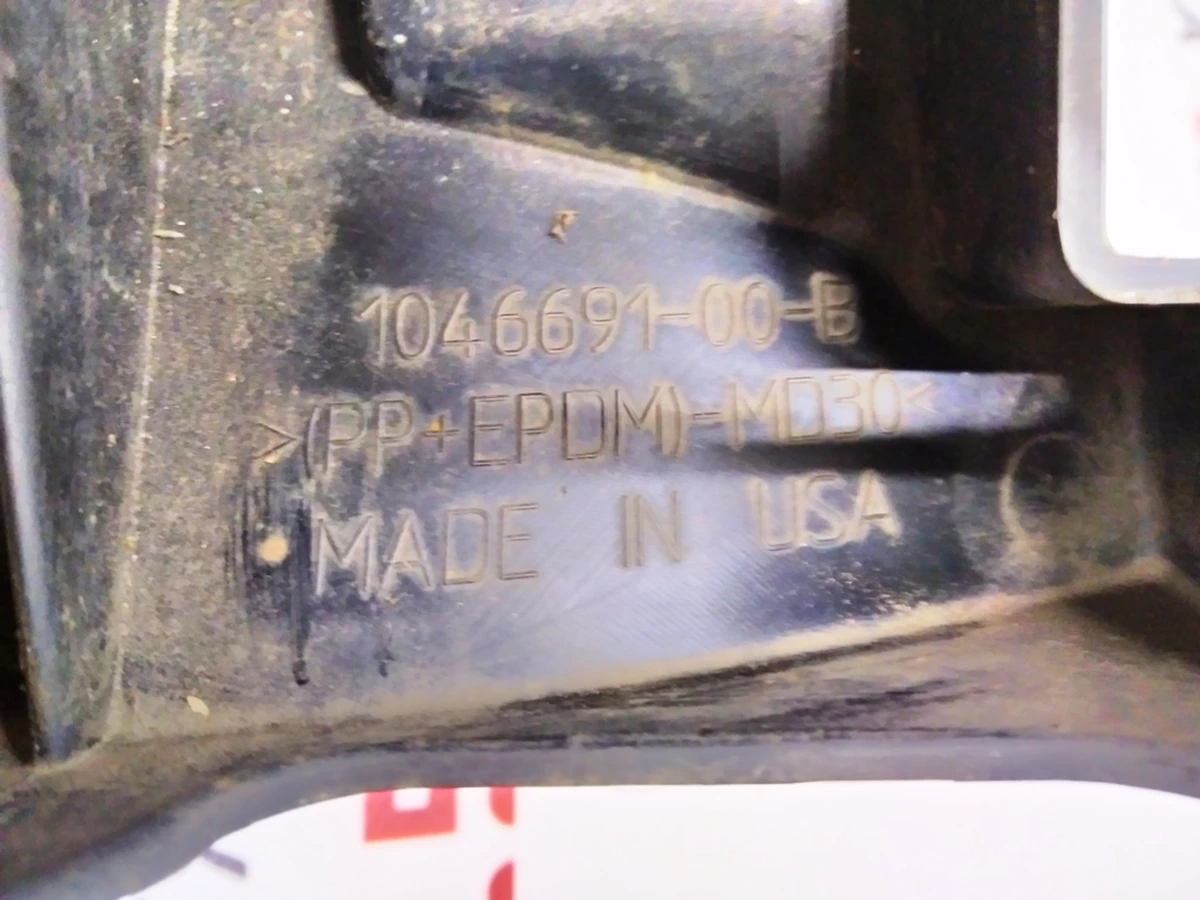 1046691-00-B
>(PP+EPDM)-MD30<
MADE IN USA